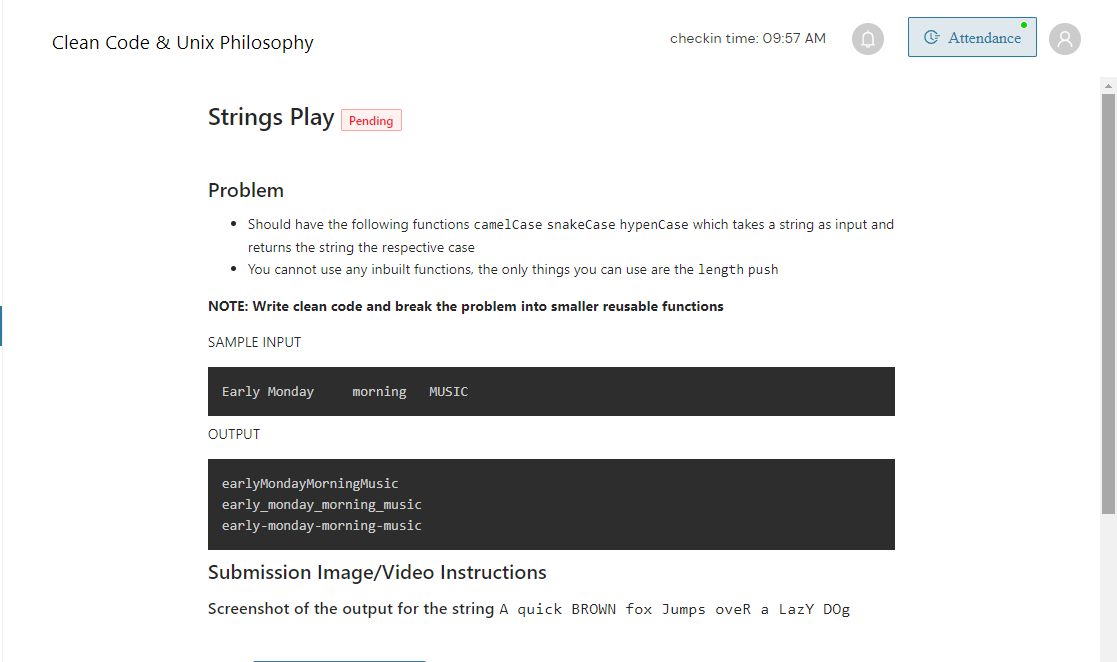 Clean Code & Unix Philosophy
checkin time: 09:57 AM
Attendance
Strings Play Pending
Problem
• Should have the following functions camelCase snakeCase hypenCase which takes a string as input and
returns the string the respective case
• You cannot use any inbuilt functions, the only things you can use are the length push
NOTE: Write clean code and break the problem into smaller reusable functions
SAMPLE INPUT
Early Monday     morning   MUSIC
OUTPUT
earlyMondayMorningMusic
early_monday_morning_music
early-monday-morning-music
Submission Image/Video Instructions
Screenshot of the output for the string A quick BROWN fox Jumps oveR a LazY DOg